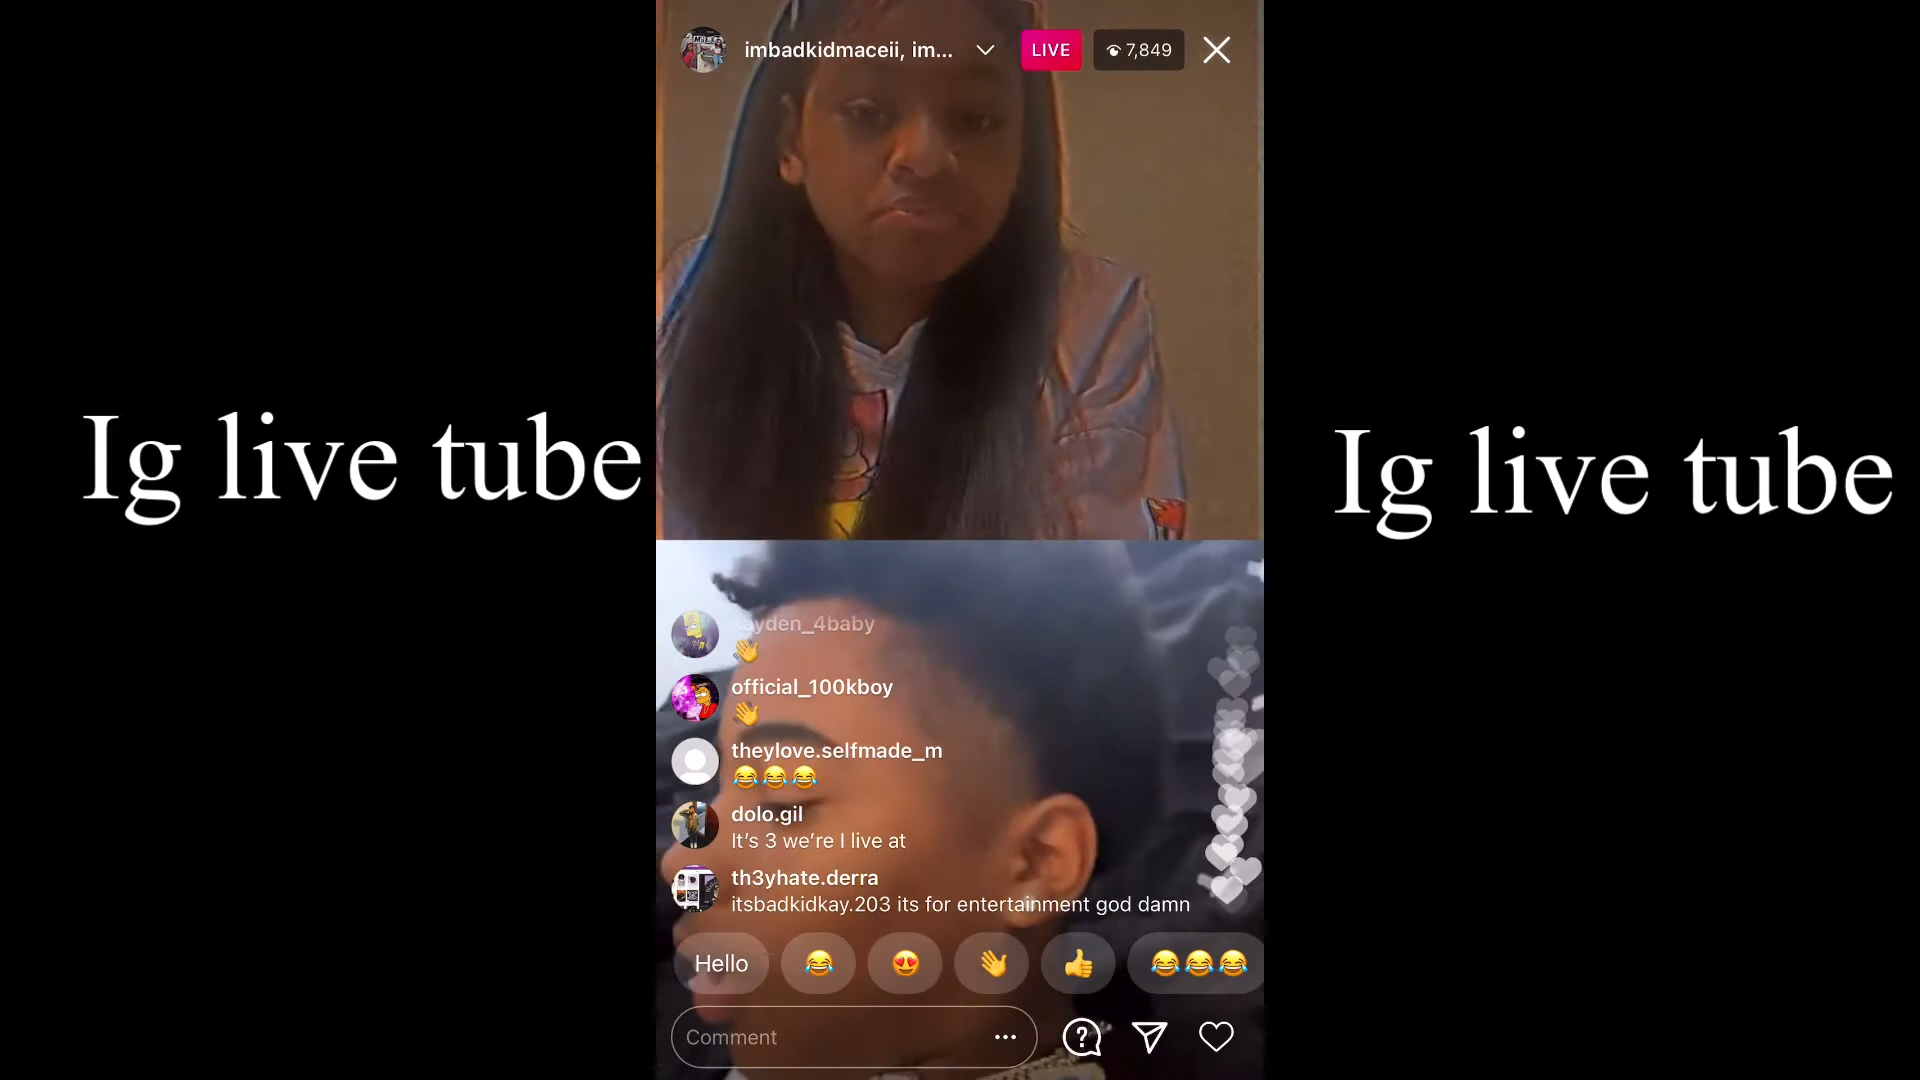 imbadkidmaceii, im...
LIVE
7,849
Ig live tube
Ig live tube
ayden_4baby
👋
official_100kboy
👋
theylove.selfmade_m
😂😂😂
dolo.gil
It’s 3 we’re I live at
th3yhate.derra
itsbadkidkay.203 its for entertainment god damn
Hello 😂 😍 👋 👍 😂😂😂
Comment